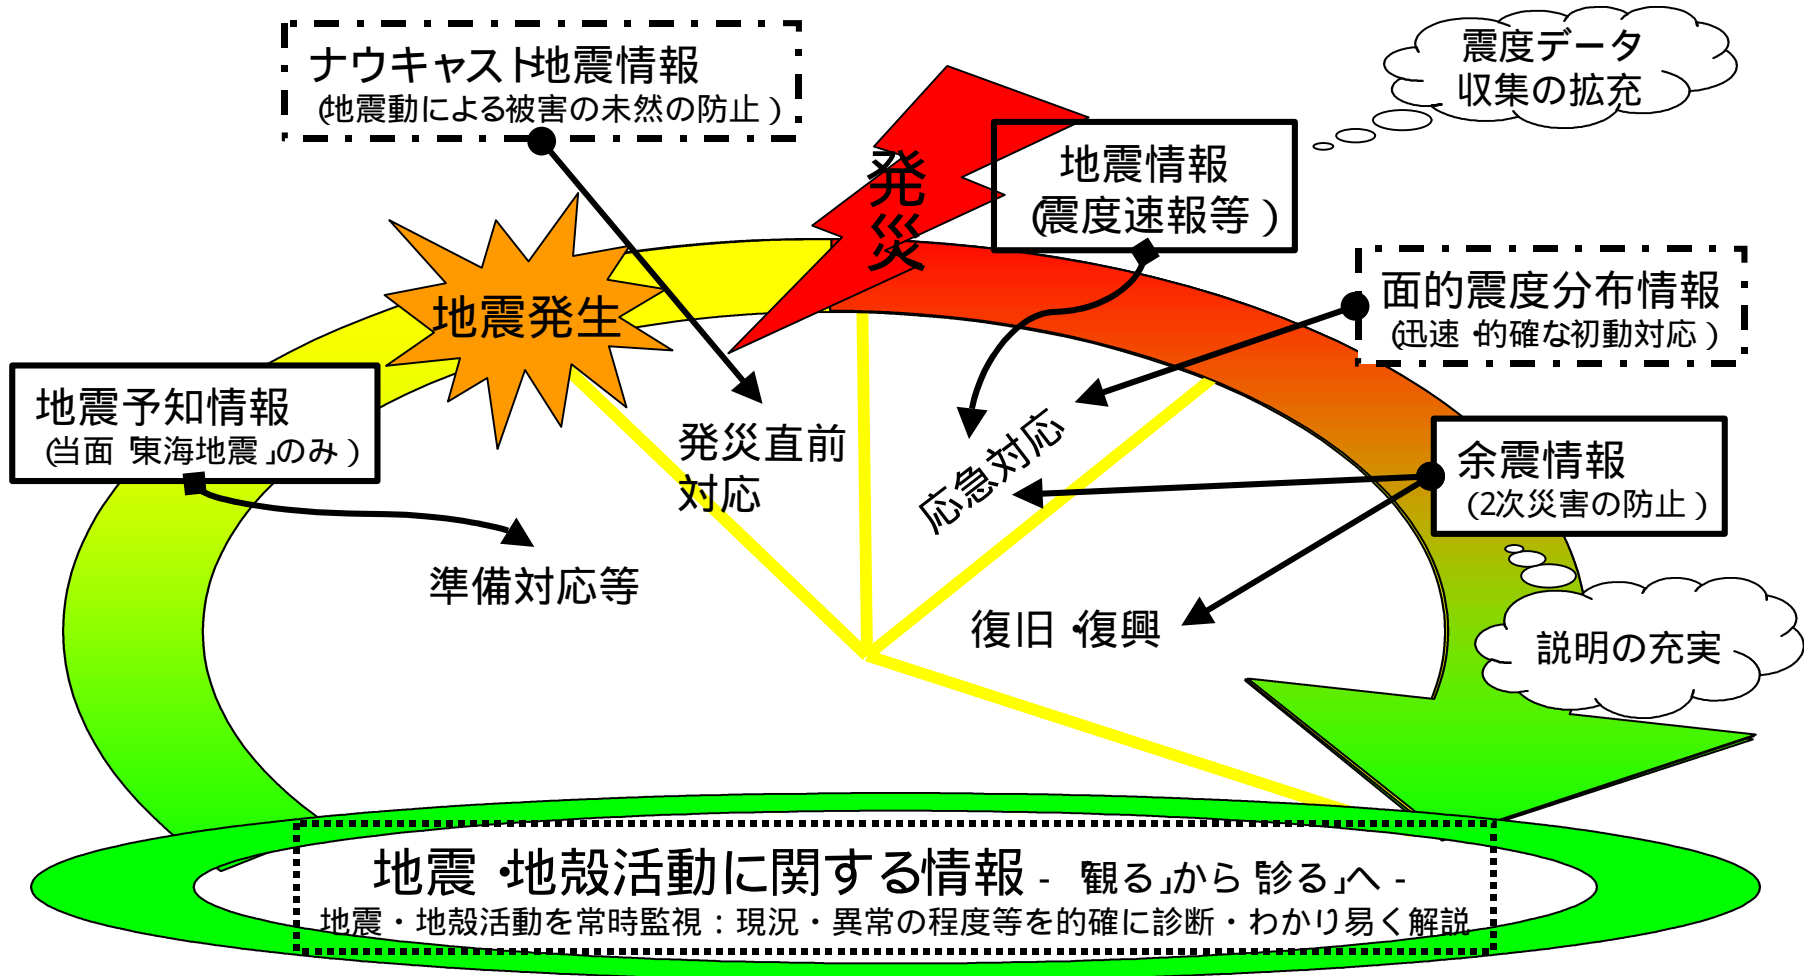 ナウキャスト地震情報
(地震動による被害の未然の防止)
震度データ
収集の拡充
発災
地震情報
(震度速報等)
面的震度分布情報
(迅速・的確な初動対応)
地震発生
地震予知情報
(当面「東海地震」のみ)
発災直前
対応
応急対応
余震情報
(2次災害の防止)
準備対応等
復旧・復興
説明の充実
地震・地殻活動に関する情報 - 「観る」から「診る」へ -
地震・地殻活動を常時監視:現況・異常の程度等を的確に診断・わかり易く解説